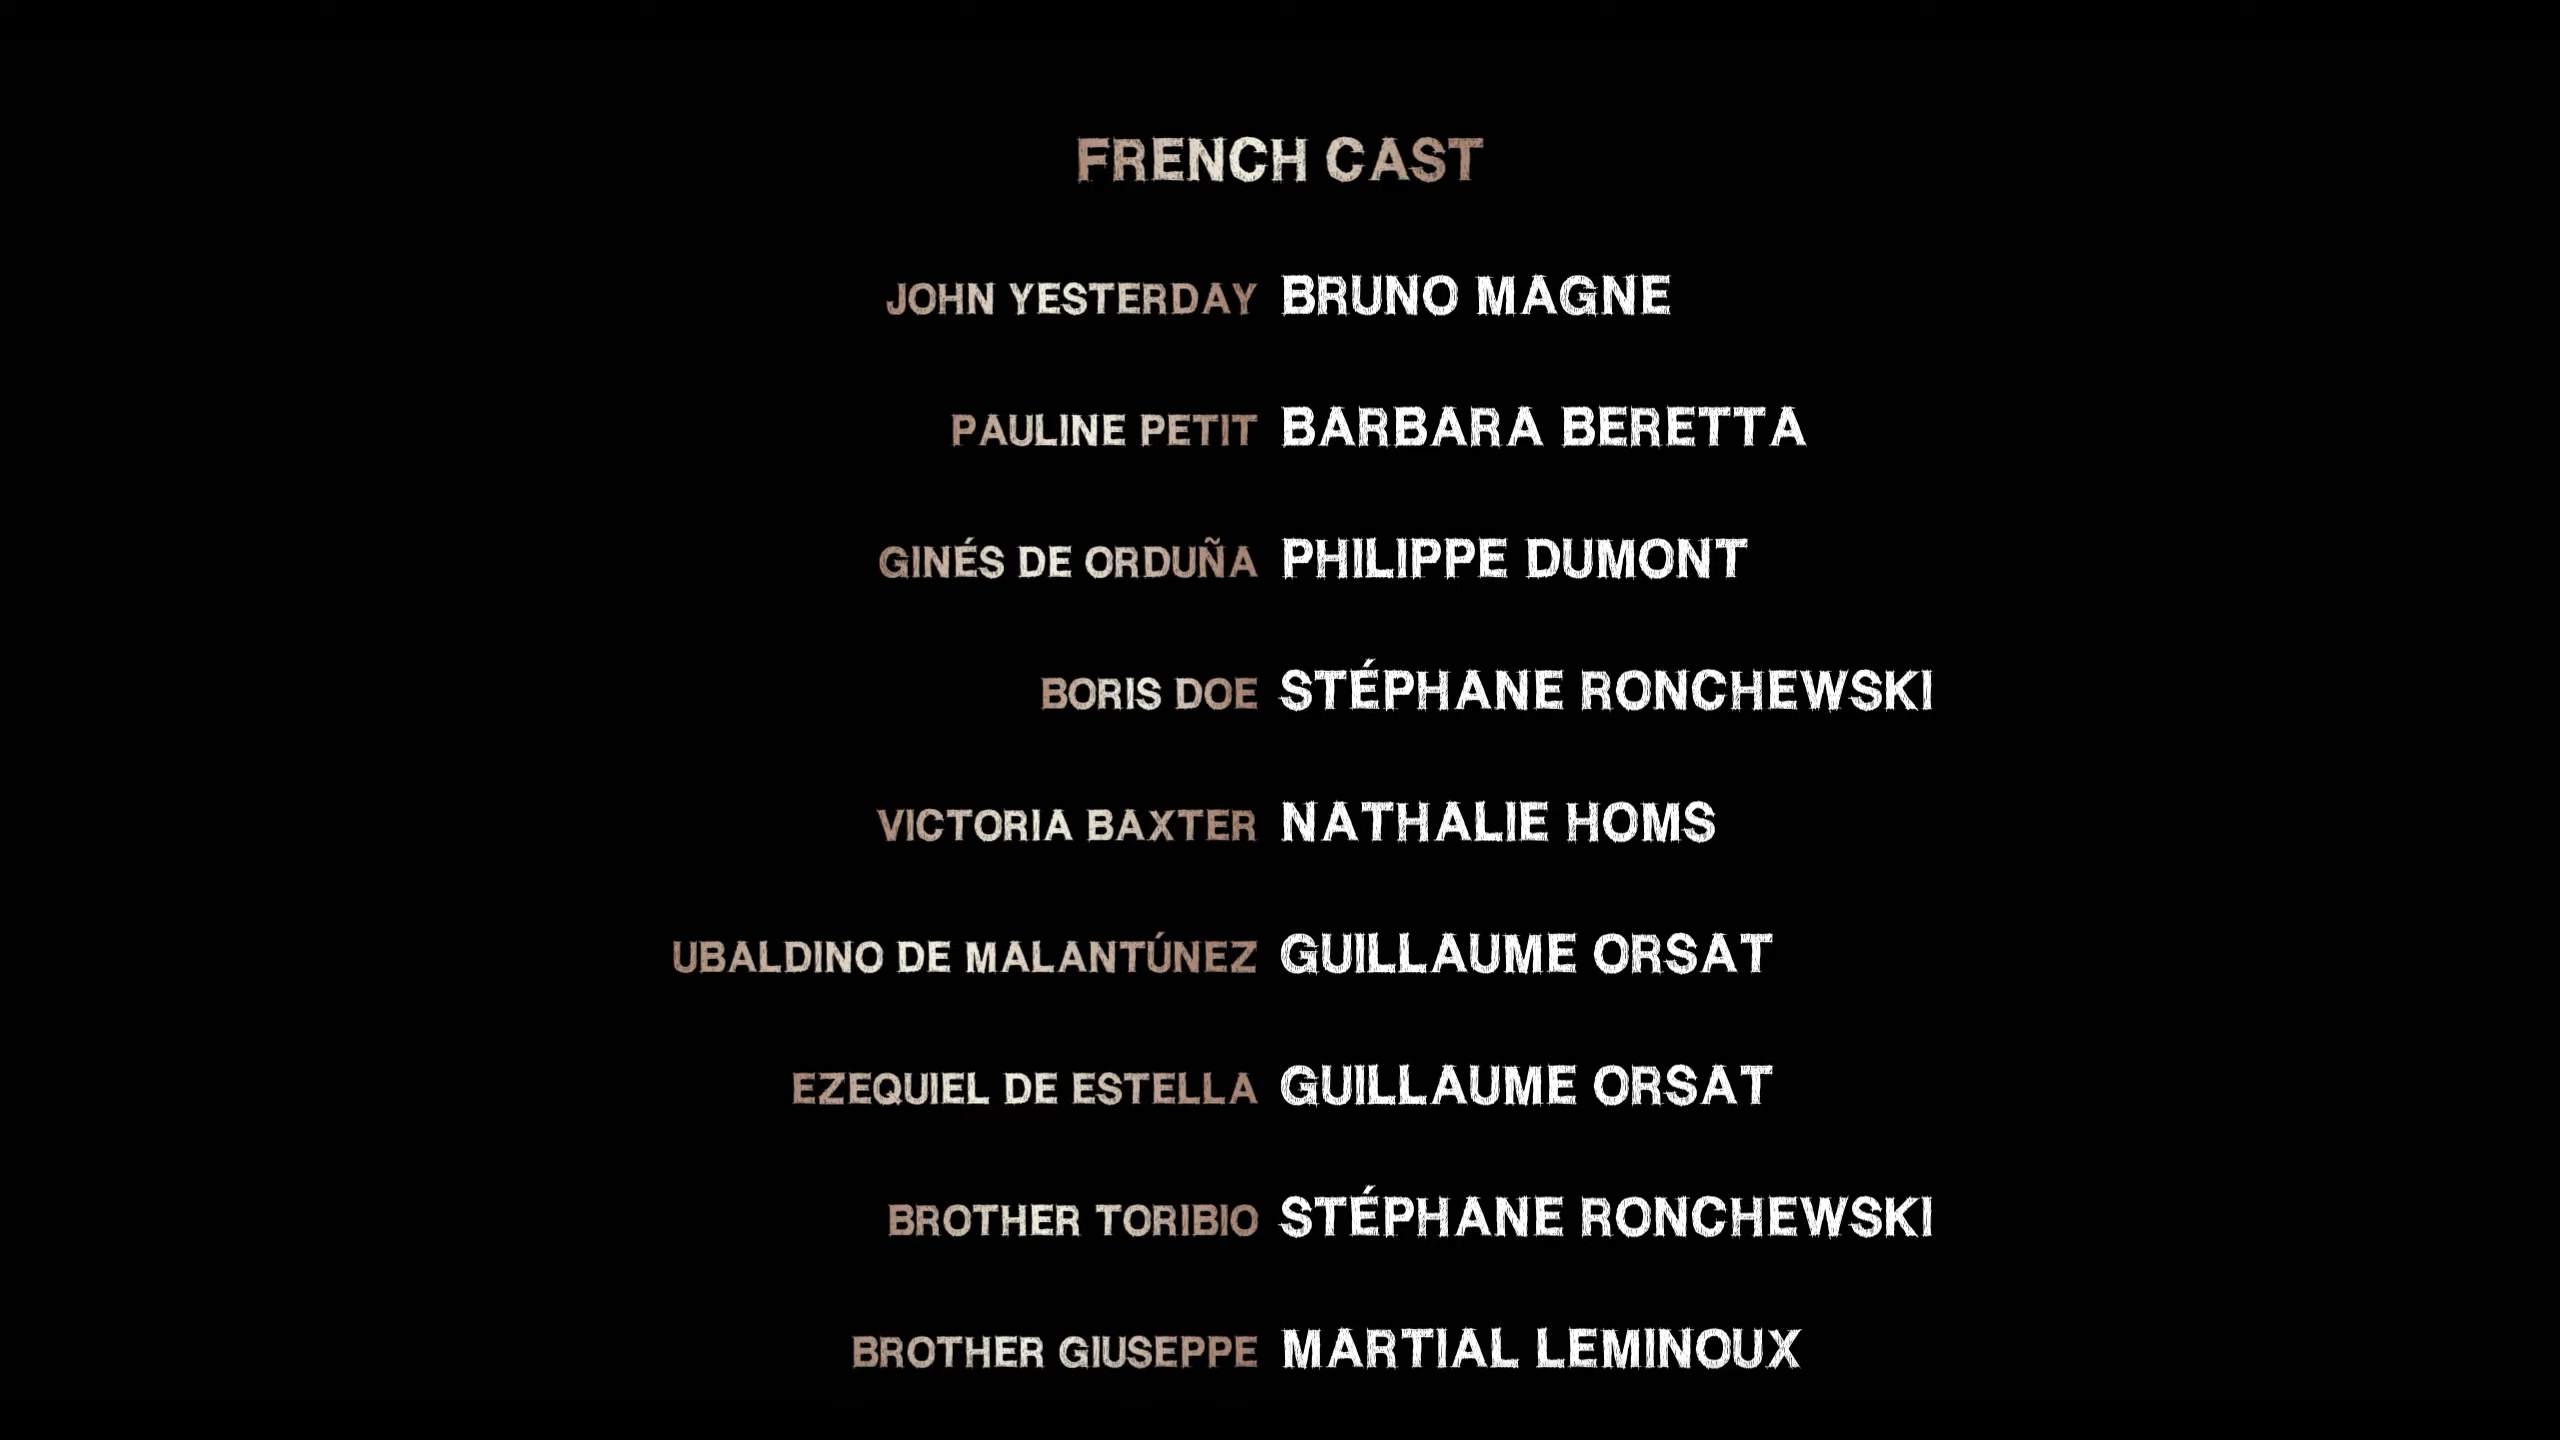 FRENCH CAST
JOHN YESTERDAY BRUNO MAGNE
PAULINE PETIT BARBARA BERETTA
GINÉS DE ORDUÑA PHILIPPE DUMONT
BORIS DOE STÉPHANE RONCHEWSKI
VICTORIA BAXTER NATHALIE HOMS
UBALDINO DE MALANTÚNEZ GUILLAUME ORSAT
EZEQUIEL DE ESTELLA GUILLAUME ORSAT
BROTHER TORIBIO STÉPHANE RONCHEWSKI
BROTHER GIUSEPPE MARTIAL LEMINOUX